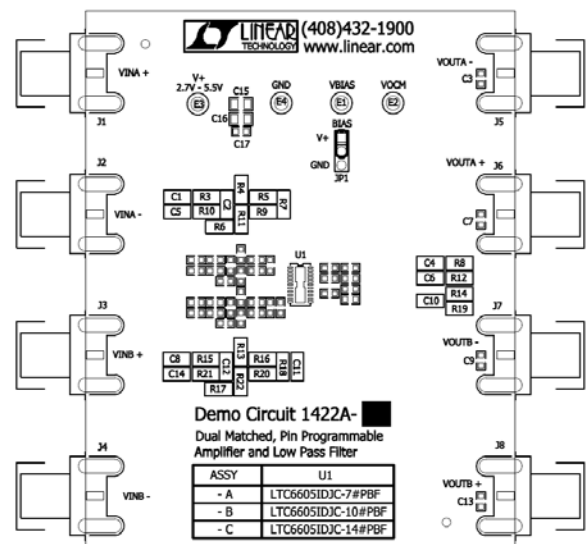 LINEAR TECHNOLOGY (408)432-1900
www.linear.com
VINA +
J1
V+
2.7V - 5.5V
E3
C15
C16
C17
GND
E4
VBIAS
E1
VOCM
E2
BIAS
V+
GND
JP1
VOUTA -
C3
J5
J2
VINA -
C1 R3 C2 R4 R5 R7
C5 R10 R11 R9
R6
VOUTA +
J6
C7
U1
C4 R8
C6 R12
C10 R14
R19
J3
VINB +
C8 R15 C12 R13 R16 R18 C11
C14 R21 R22 R20
R17
J7
VOUTB -
C9
Demo Circuit 1422A-
Dual Matched, Pin Programmable
Amplifier and Low Pass Filter
ASSY U1
- A LTC6605IDJC-7#PBF
- B LTC6605IDJC-10#PBF
- C LTC6605IDJC-14#PBF
J4
VINB -
J8
VOUTB +
C13